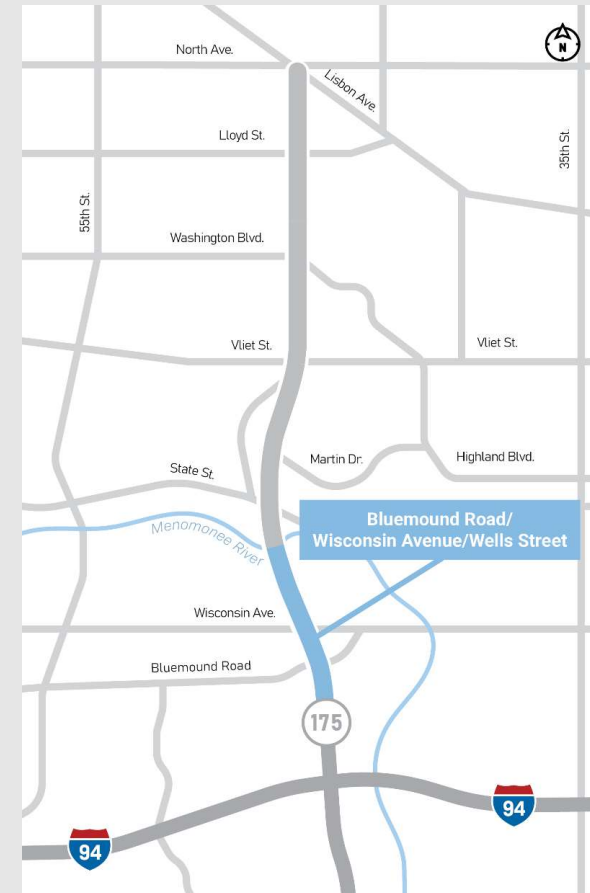 N
North Ave.
Lisbon Ave.
Lloyd St.
35th St.
55th St.
Washington Blvd.
Vliet St.
Vliet St.
Martin Dr.
Highland Blvd.
State St.
Bluemound Road/
Wisconsin Avenue/Wells Street
Menomonee River
Wisconsin Ave.
Bluemound Road
175
94
94